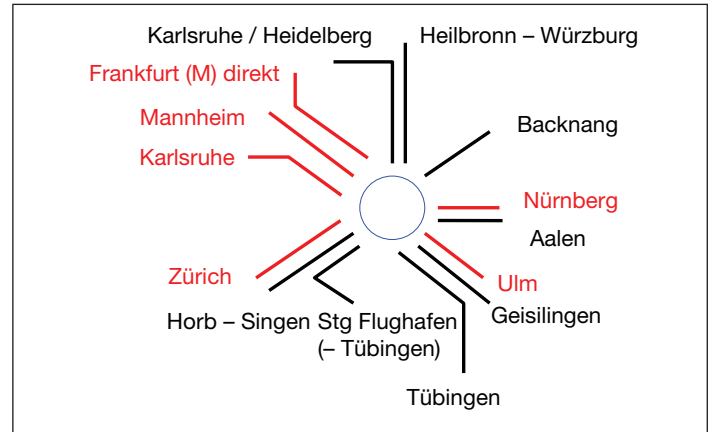 Karlsruhe / Heidelberg
Heilbronn – Würzburg
Frankfurt (M) direkt
Mannheim
Backnang
Karlsruhe
Nürnberg
Aalen
Zürich
Ulm
Horb – Singen
Stg Flughafen
(– Tübingen)
Geisilingen
Tübingen